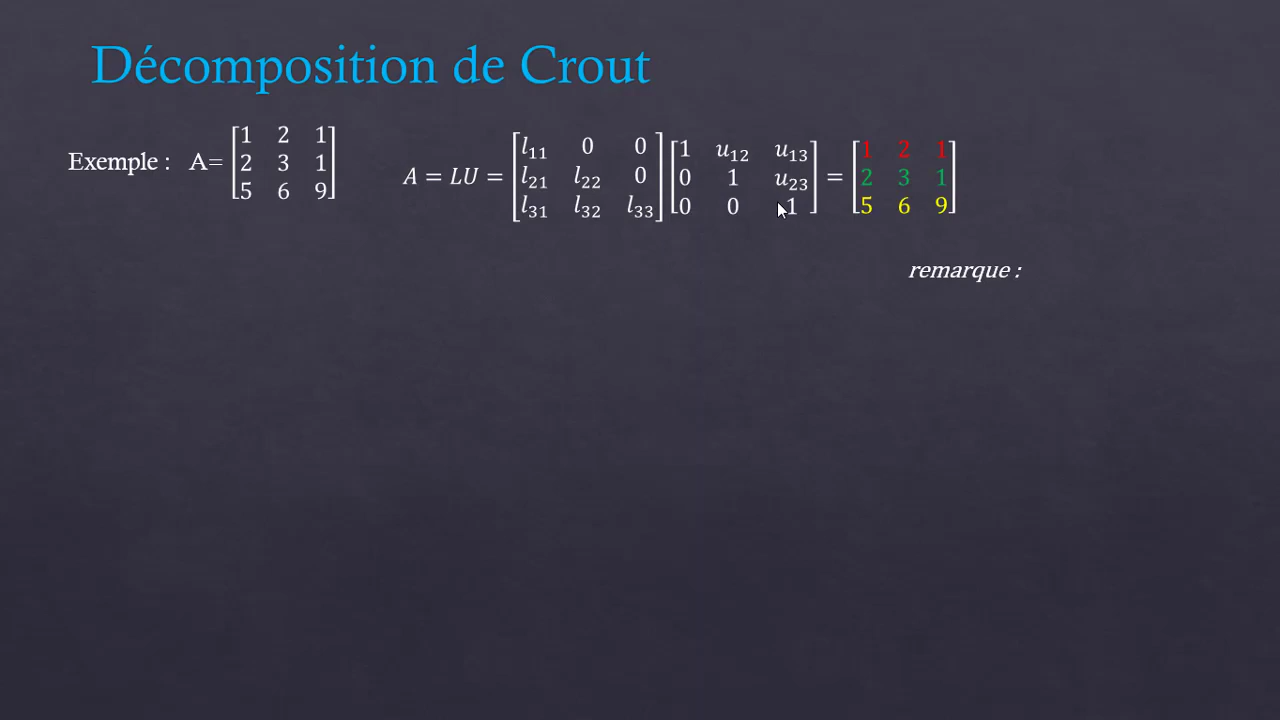 Décomposition de Crout
Exemple : A= [1 2 1
2 3 1
5 6 9]
A = LU = [l₁₁ 0 0
l₂₁ l₂₂ 0
l₃₁ l₃₂ l₃₃] [1 u₁₂ u₁₃
0 1 u₂₃
0 0 1] = [1 2 1
2 3 1
5 6 9]
remarque :